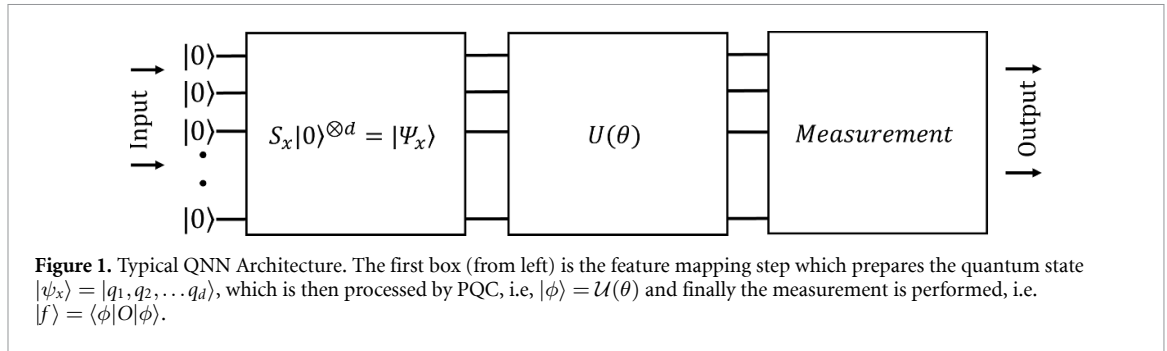 Input
|0⟩
|0⟩
|0⟩
•
•
|0⟩
S_x|0⟩^{⊗d} = |Ψ_x⟩
U(θ)
Measurement
Output
Figure 1. Typical QNN Architecture. The first box (from left) is the feature mapping step which prepares the quantum state
|ψ_x⟩ = |q_1, q_2, … q_d⟩, which is then processed by PQC, i.e, |ϕ⟩ = 𝒰(θ) and finally the measurement is performed, i.e.
|f⟩ = ⟨ϕ|O|ϕ⟩.